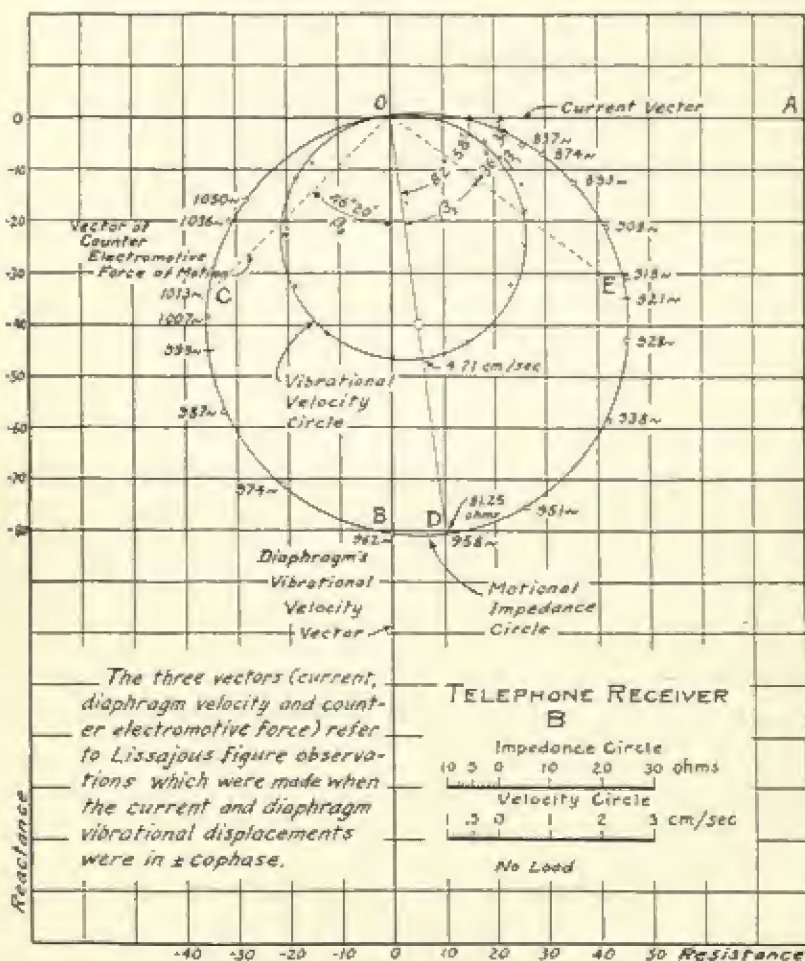 O
Current Vector
A
-0
-10
-20
-30
-40
-50
-60
-70
837~
874~
893~
908~
918~
921~
928~
938~
951~
958~
962~
974~
987~
999~
1007~
1013~
1036~
1050~
82° 58'
46° 20'
β₂
Vector of
Counter
Electromotive
Force of Motion
C
E
4.71 cm/sec
Vibrational
Velocity
Circle
B
D
81.25
ohms
Diaphragm's
Vibrational
Velocity
Vector
Motional
Impedance
Circle
The three vectors (current,
diaphragm velocity and count-
er electromotive force) refer
to Lissajous figure observa-
tions which were made when
the current and diaphragm
vibrational displacements
were in ± cophase.
TELEPHONE RECEIVER
B
Impedance Circle
10 5 0 10 20 30 ohms
Velocity Circle
1 .5 0 1 2 3 cm/sec
No Load
Reactance
-40 -30 -20 -10 0 10 20 30 40 50 Resistance